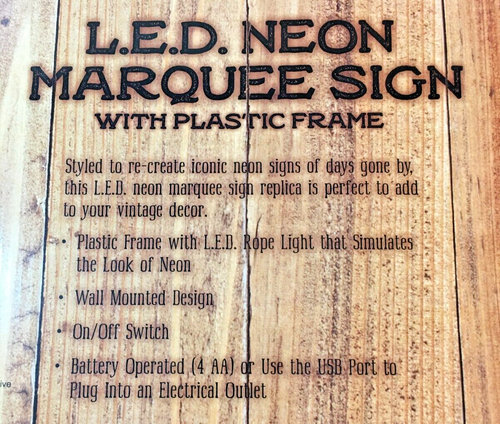 L.E.D. NEON
MARQUEE SIGN
WITH PLASTIC FRAME
Styled to re-create iconic neon signs of days gone by,
this L.E.D. neon marquee sign replica is perfect to add
to your vintage decor.
• Plastic Frame with L.E.D. Rope Light that Simulates
the Look of Neon
• Wall Mounted Design
• On/Off Switch
• Battery Operated (4 AA) or Use the USB Port to
Plug Into an Electrical Outlet
ive